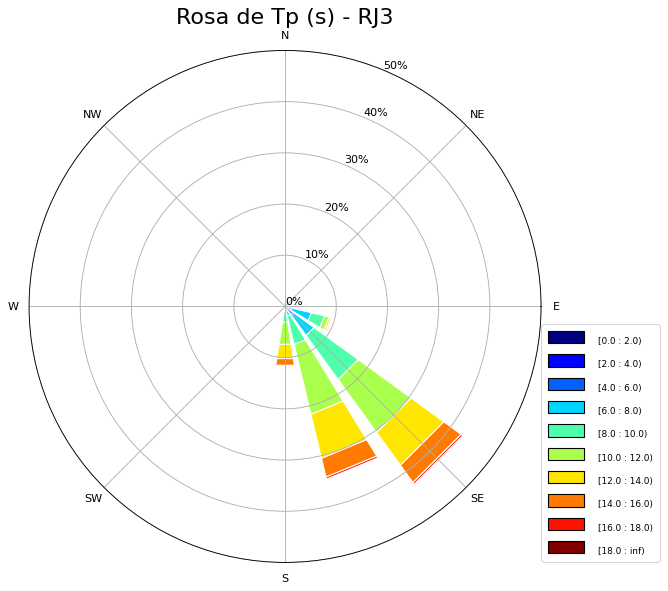 Rosa de Tp (s) - RJ3
N
50%
NW
NE
40%
30%
20%
10%
0%
W
E
[0.0 : 2.0)
[2.0 : 4.0)
[4.0 : 6.0)
[6.0 : 8.0)
[8.0 : 10.0)
[10.0 : 12.0)
[12.0 : 14.0)
[14.0 : 16.0)
[16.0 : 18.0)
[18.0 : inf)
SW
SE
S